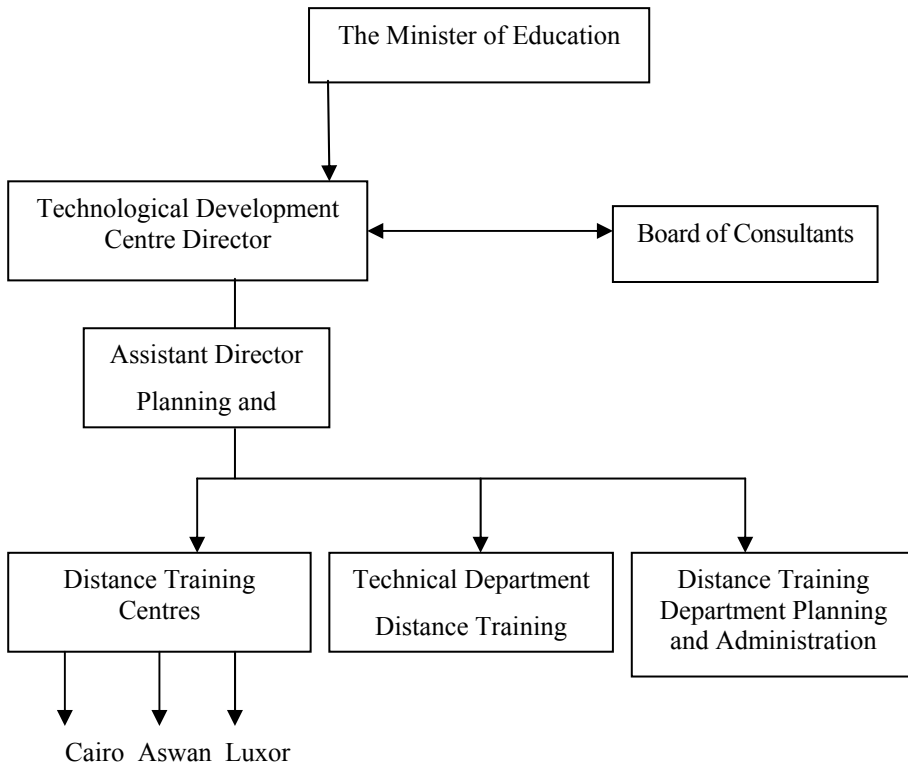 The Minister of Education
Technological Development
Centre Director
Board of Consultants
Assistant Director
Planning and
Distance Training
Centres
Technical Department
Distance Training
Distance Training
Department Planning
and Administration
Cairo Aswan Luxor